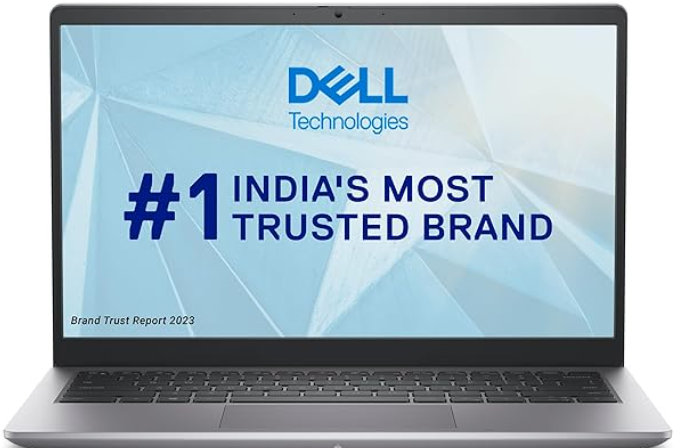 DELL
Technologies
#1 INDIA'S MOST
TRUSTED BRAND
Brand Trust Report 2023